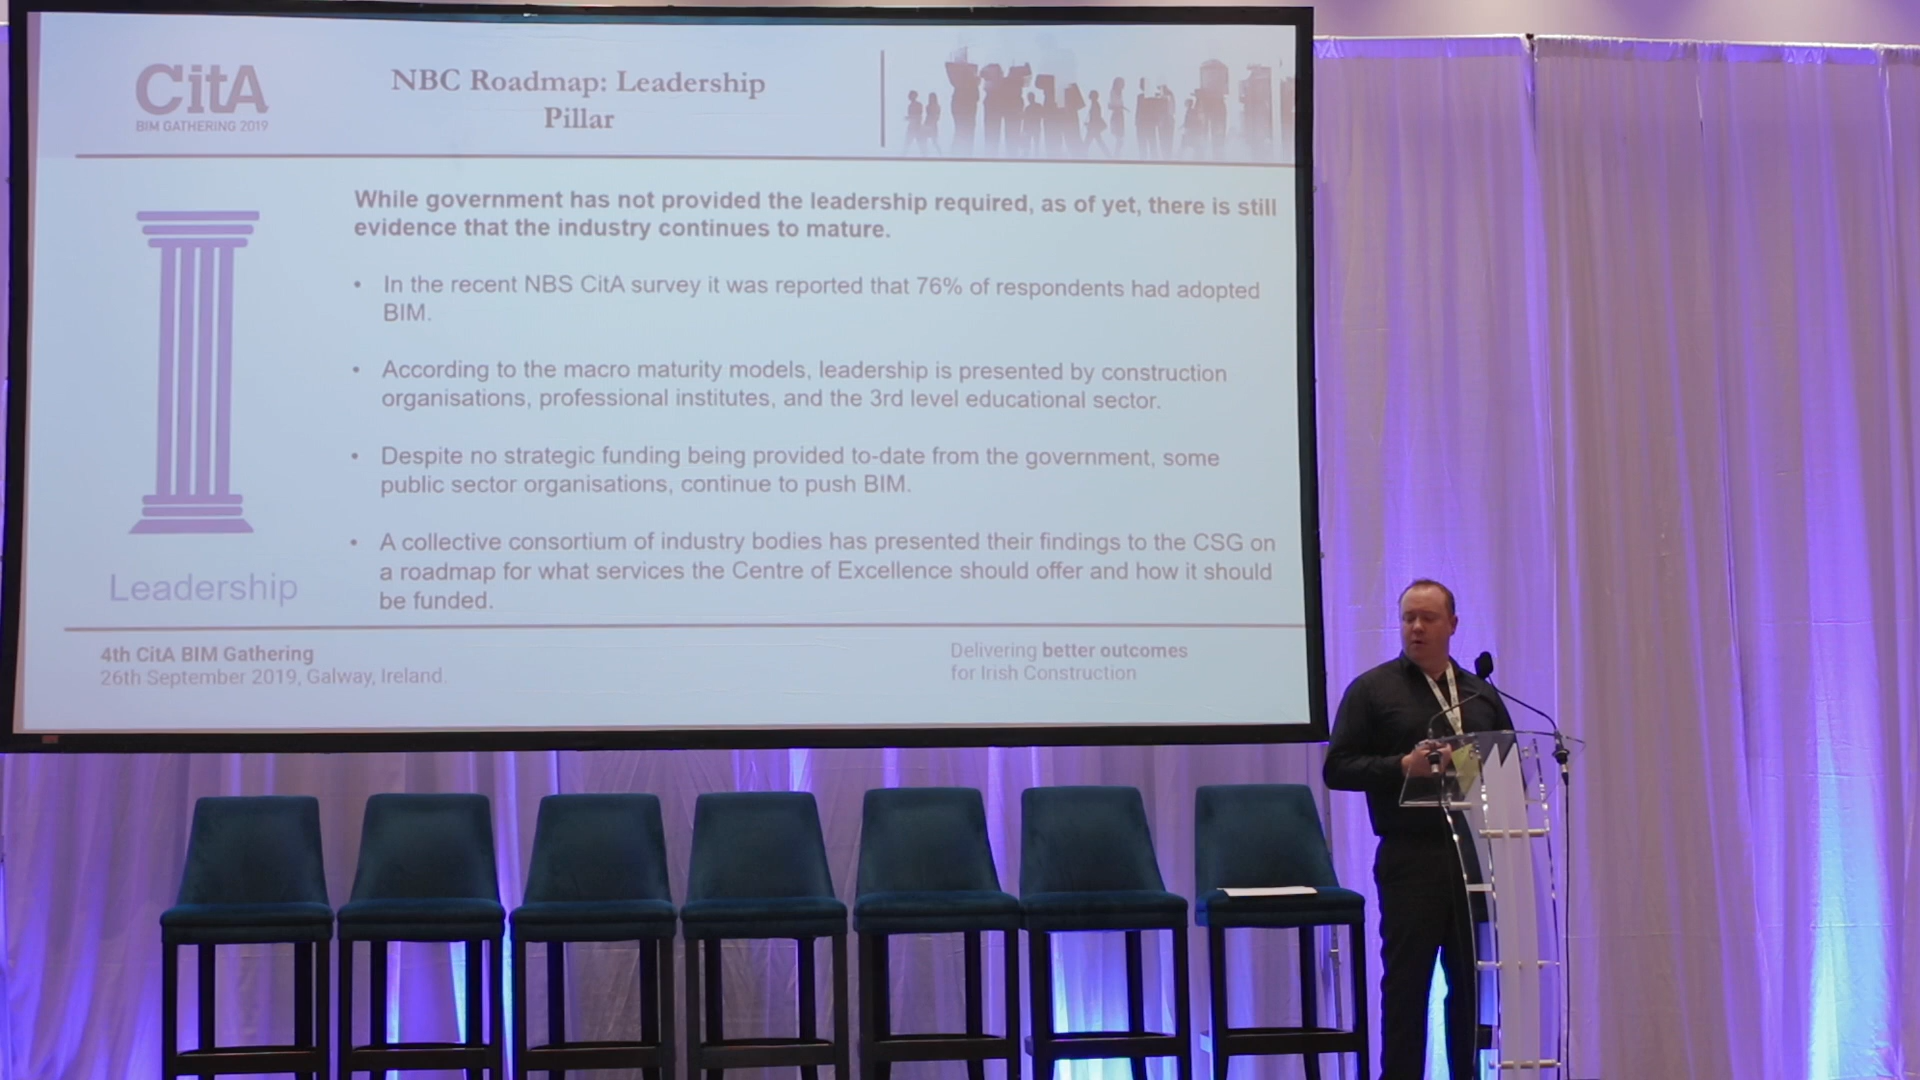 CitA
BIM GATHERING 2019
NBC Roadmap: Leadership
Pillar
While government has not provided the leadership required, as of yet, there is still
evidence that the industry continues to mature.
• In the recent NBS CitA survey it was reported that 76% of respondents had adopted
BIM.
• According to the macro maturity models, leadership is presented by construction
organisations, professional institutes, and the 3rd level educational sector.
• Despite no strategic funding being provided to-date from the government, some
public sector organisations, continue to push BIM.
• A collective consortium of industry bodies has presented their findings to the CSG on
a roadmap for what services the Centre of Excellence should offer and how it should
be funded.
Leadership
4th CitA BIM Gathering
26th September 2019, Galway, Ireland
Delivering better outcomes
for Irish Construction